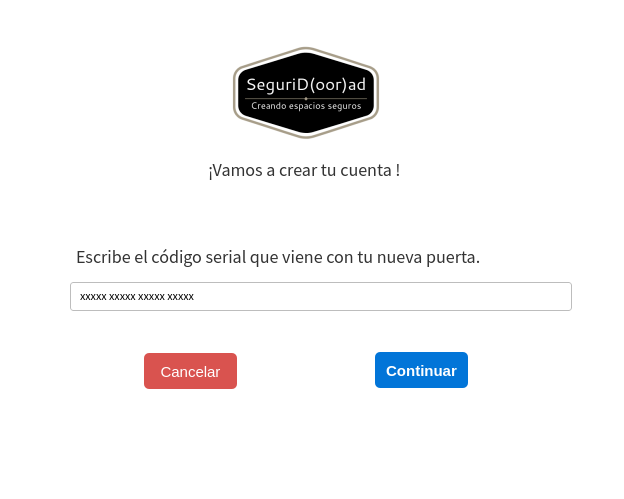 SeguriD(oor)ad
Creando espacios seguros
¡Vamos a crear tu cuenta !
Escribe el código serial que viene con tu nueva puerta.
xxxxx xxxxx xxxxx xxxxx
Cancelar
Continuar